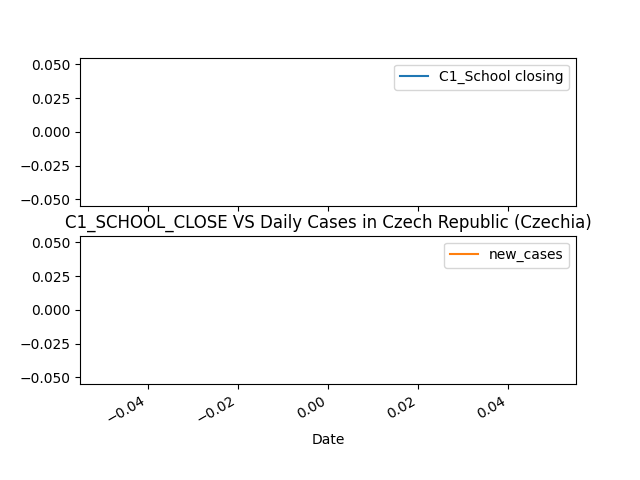 0.050
C1_School closing
0.025
0.000
−0.025
−0.050
C1_SCHOOL_CLOSE VS Daily Cases in Czech Republic (Czechia)
0.050
new_cases
0.025
0.000
−0.025
−0.050
−0.04 −0.02 0.00 0.02 0.04
Date